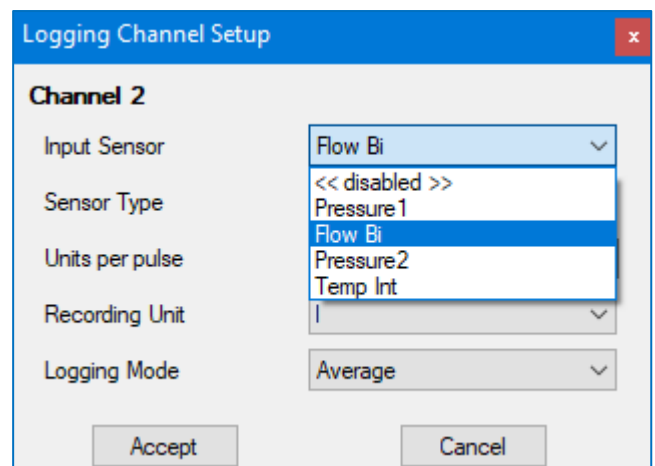 Logging Channel Setup x
Channel 2
Input Sensor Flow Bi
<< disabled >>
Sensor Type Pressure1
Flow Bi
Units per pulse Pressure2
Temp Int
Recording Unit l
Logging Mode Average
Accept Cancel